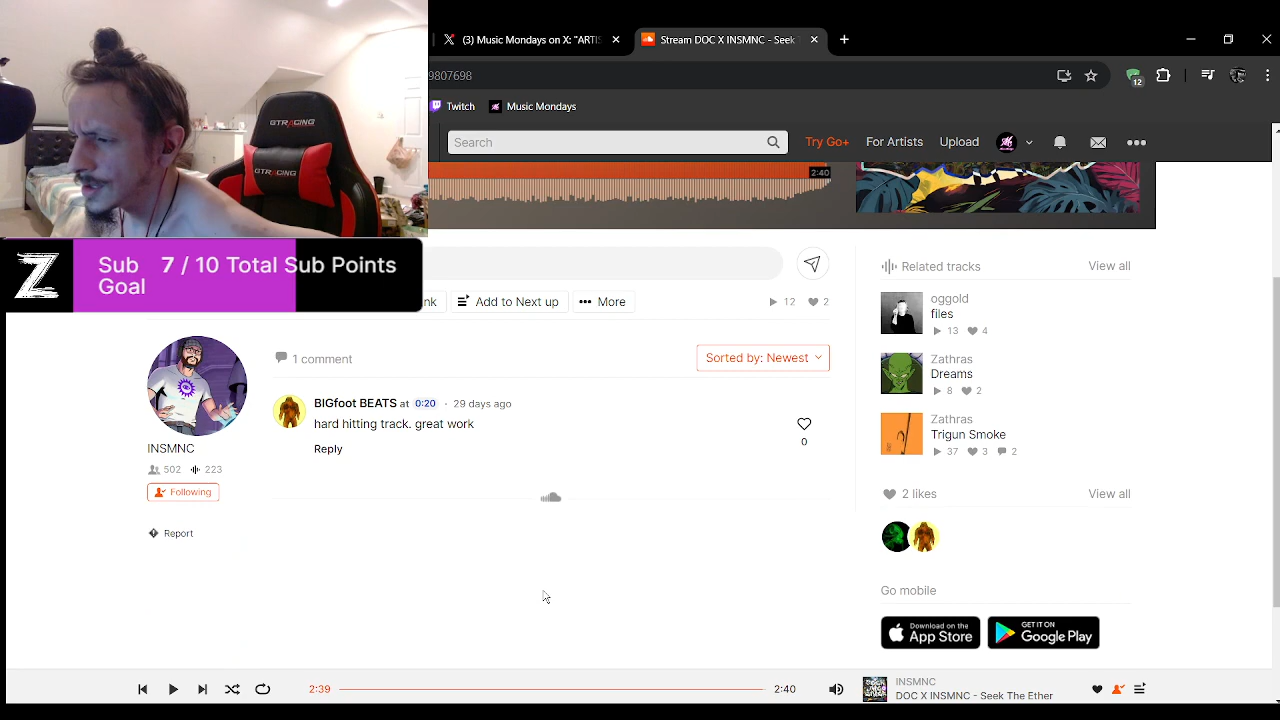 (3) Music Mondays on X: "ARTIS
Stream DOC X INSMNC - Seek
9807698
12
Twitch
Music Mondays
Search
Try Go+
For Artists
Upload
GTRACING
GTRACING
2:40
Z
Sub Goal
7 / 10 Total Sub Points
nk
Add to Next up
More
12
2
Related tracks
View all
oggold
files
13
4
Zathras
Dreams
8
2
Zathras
Trigun Smoke
37
3
2
1 comment
Sorted by: Newest
BIGfoot BEATS at 0:20 · 29 days ago
hard hitting track. great work
0
Reply
INSMNC
502
223
Following
Report
2 likes
View all
Go mobile
Download on the
App Store
GET IT ON
Google Play
2:39
2:40
INSMNC
DOC X INSMNC - Seek The Ether